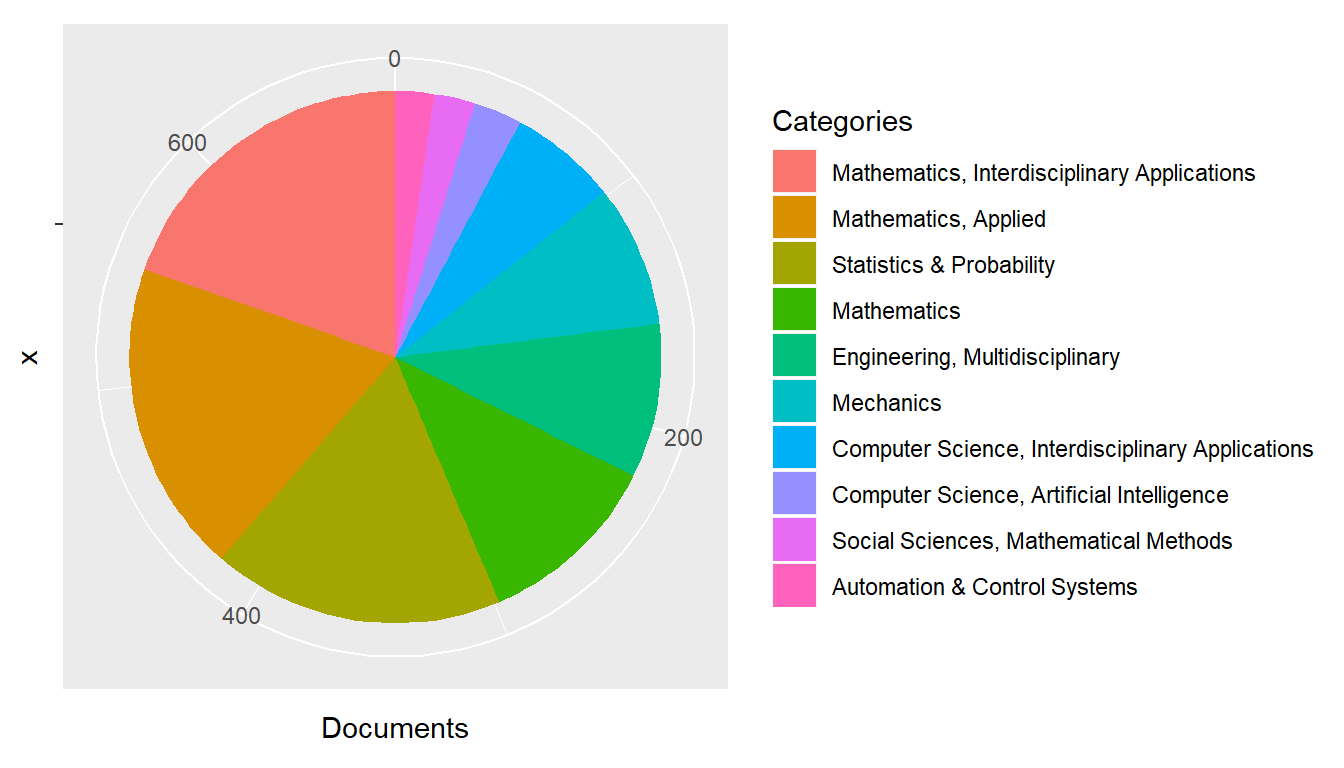 0
600
200
400
x
Documents
Categories
Mathematics, Interdisciplinary Applications
Mathematics, Applied
Statistics & Probability
Mathematics
Engineering, Multidisciplinary
Mechanics
Computer Science, Interdisciplinary Applications
Computer Science, Artificial Intelligence
Social Sciences, Mathematical Methods
Automation & Control Systems